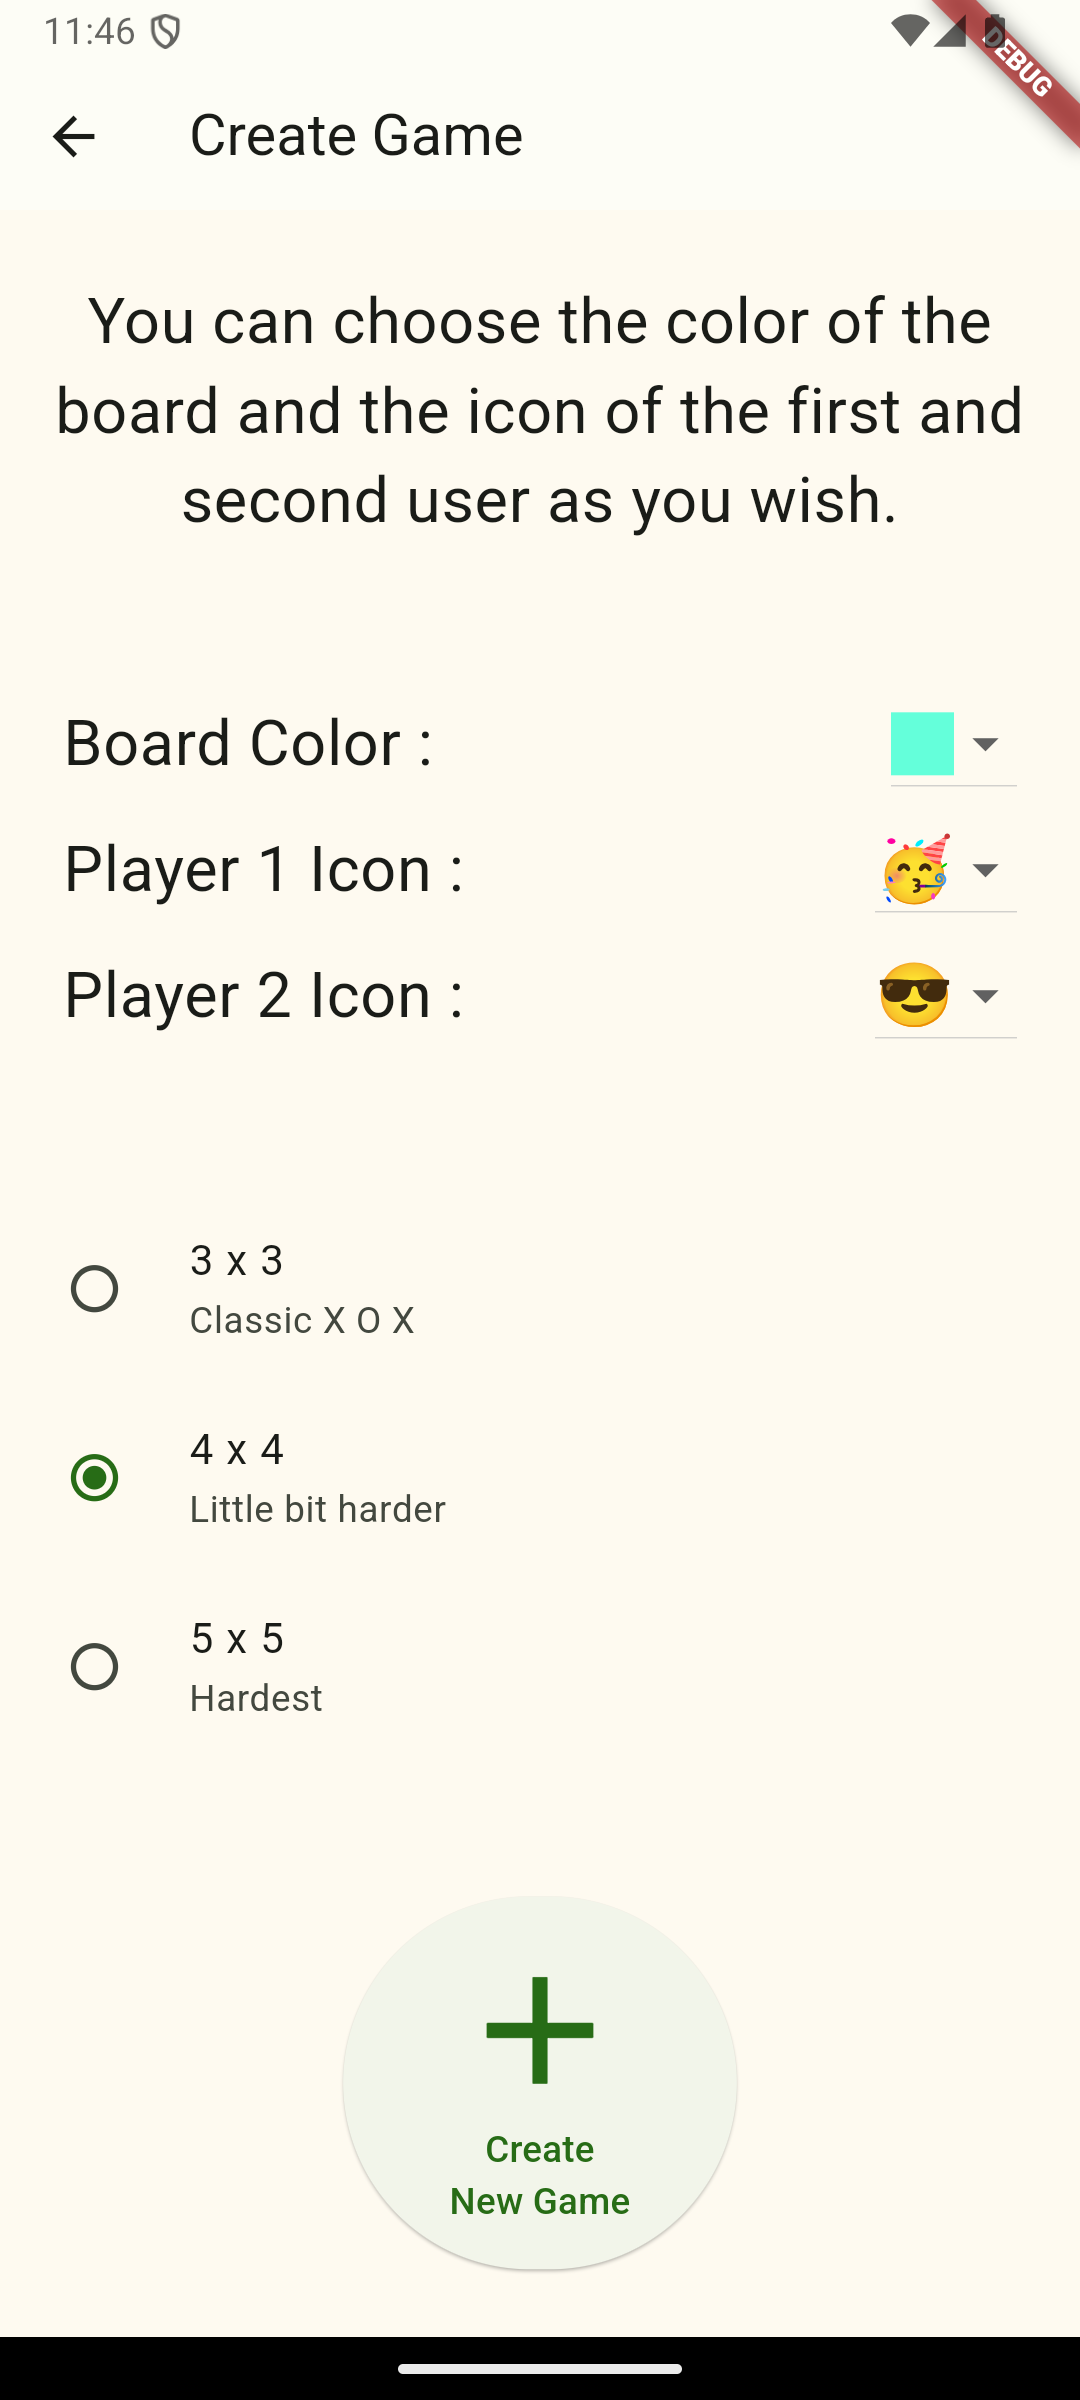 11:46
DEBUG
Create Game
You can choose the color of the
board and the icon of the first and
second user as you wish.
Board Color :
Player 1 Icon :
Player 2 Icon :
3 x 3
Classic X O X
4 x 4
Little bit harder
5 x 5
Hardest
Create
New Game